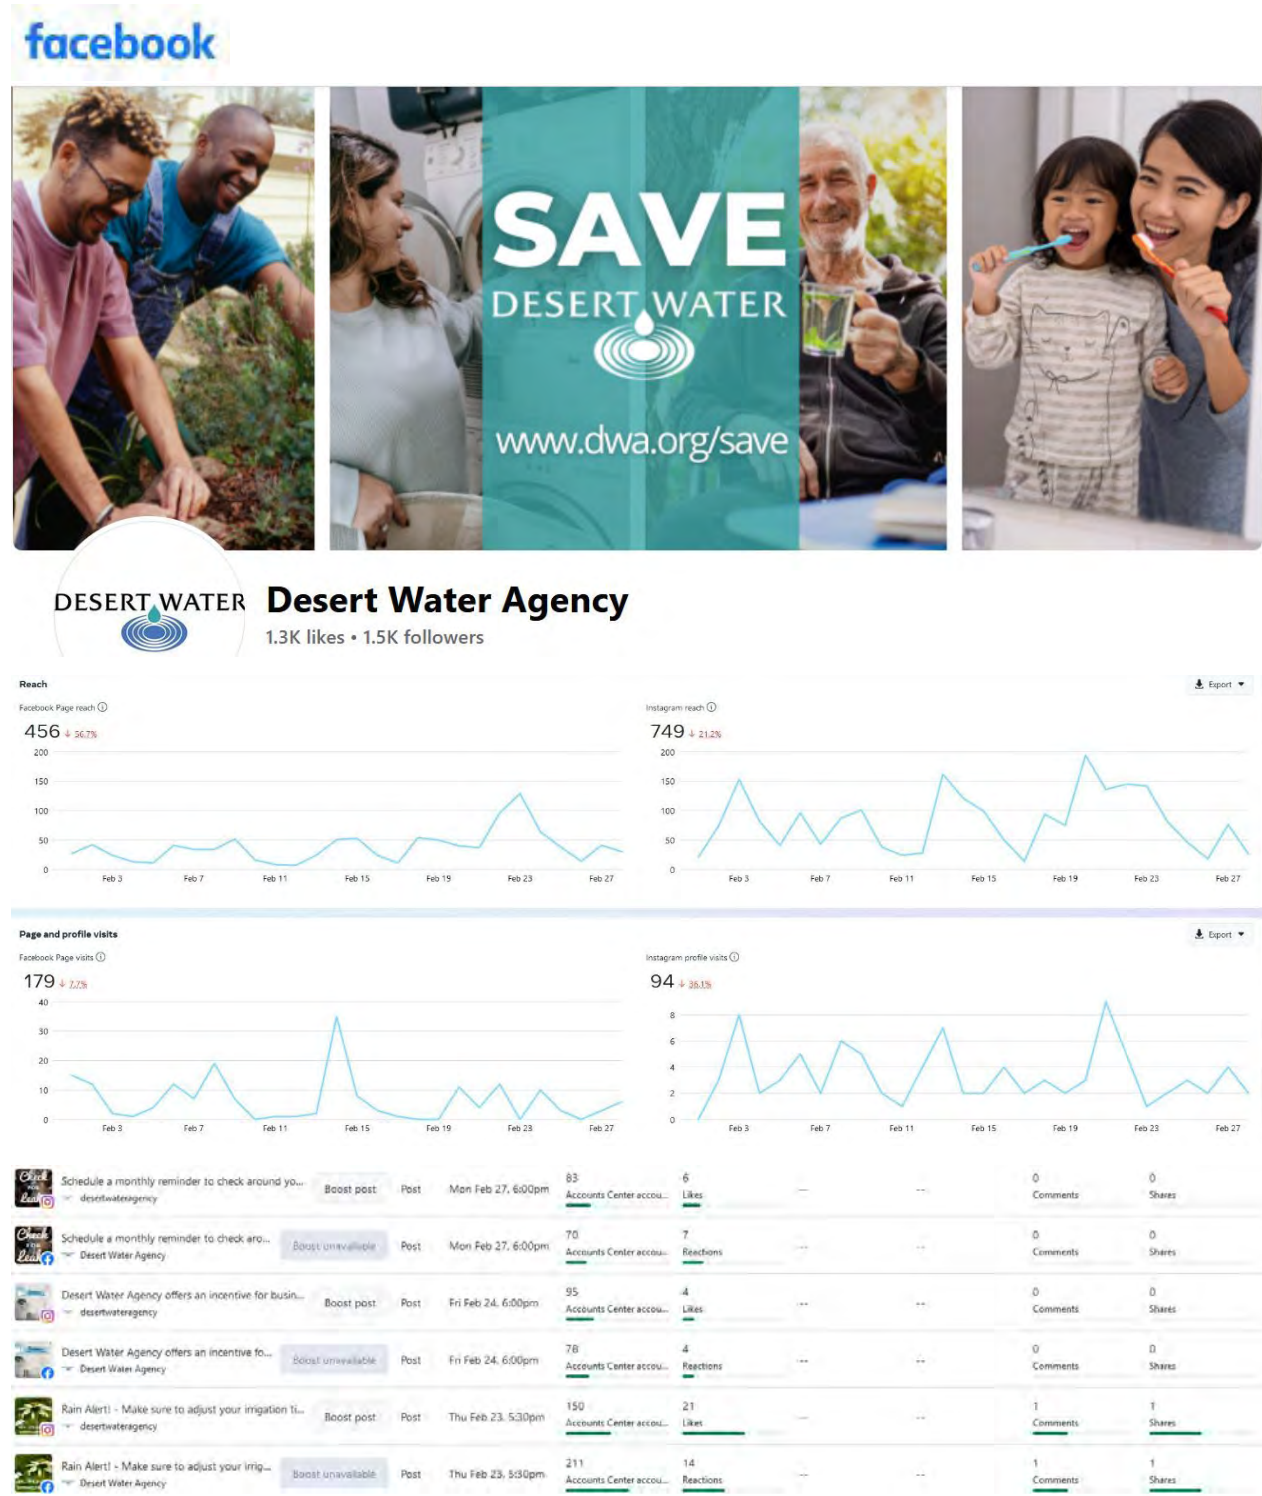 facebook
SAVE
DESERT WATER
www.dwa.org/save
DESERT WATER
Desert Water Agency
1.3K likes • 1.5K followers
Reach
Export
Facebook Page reach
456 ↓ 56.7%
200
150
100
50
0
Feb 3 Feb 7 Feb 11 Feb 15 Feb 19 Feb 23 Feb 27
Instagram reach
749 ↓ 21.2%
200
150
100
50
0
Feb 3 Feb 7 Feb 11 Feb 15 Feb 19 Feb 23 Feb 27
Page and profile visits
Export
Facebook Page visits
179 ↓ 7.7%
40
30
20
10
0
Feb 3 Feb 7 Feb 11 Feb 15 Feb 19 Feb 23 Feb 27
Instagram profile visits
94 ↓ 36.1%
8
6
4
2
0
Feb 3 Feb 7 Feb 11 Feb 15 Feb 19 Feb 23 Feb 27
Schedule a monthly reminder to check around yo... Boost post Post Mon Feb 27, 6:00pm 83 6 -- -- 0 0
desertwateragency Accounts Center accou... Likes Comments Shares
Schedule a monthly reminder to check aro... Boost unavailable Post Mon Feb 27, 6:00pm 70 7 -- -- 0 0
Desert Water Agency Accounts Center accou... Reactions Comments Shares
Desert Water Agency offers an incentive for busin... Boost post Post Fri Feb 24, 6:00pm 95 4 -- -- 0 0
desertwateragency Accounts Center accou... Likes Comments Shares
Desert Water Agency offers an incentive fo... Boost unavailable Post Fri Feb 24, 6:00pm 78 4 -- -- 0 0
Desert Water Agency Accounts Center accou... Reactions Comments Shares
Rain Alert! - Make sure to adjust your irrigation ti... Boost post Post Thu Feb 23, 5:30pm 150 21 -- -- 1 1
desertwateragency Accounts Center accou... Likes Comments Shares
Rain Alert! - Make sure to adjust your irrig... Boost unavailable Post Thu Feb 23, 5:30pm 211 14 -- -- 1 1
Desert Water Agency Accounts Center accou... Reactions Comments Shares